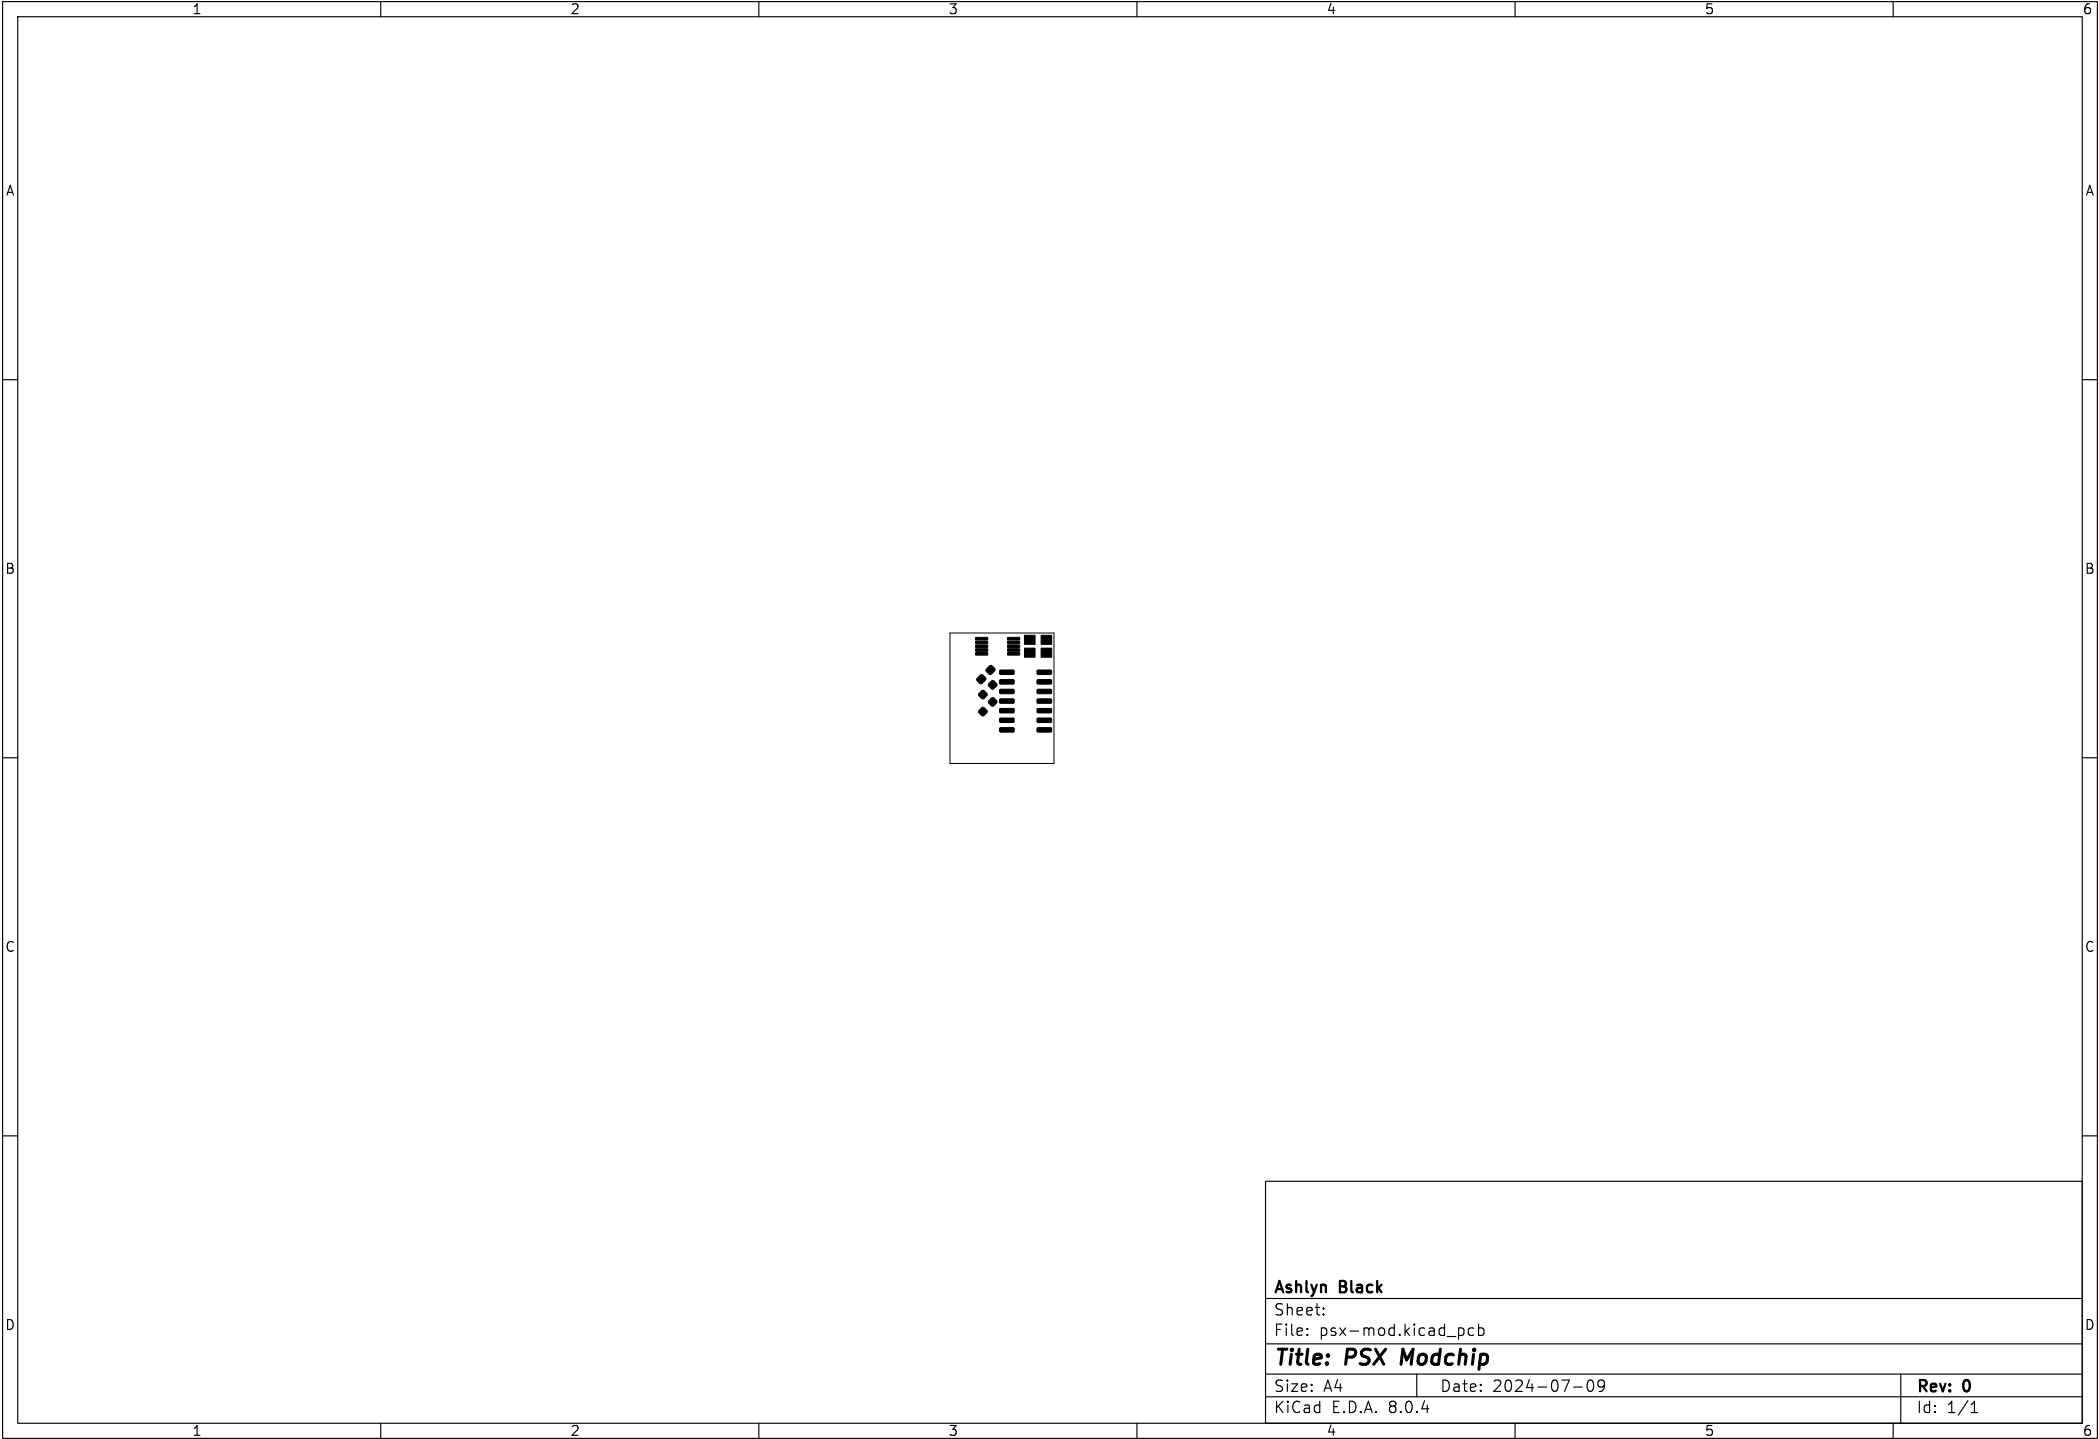 1 2 3 4 5 6
A A
B B
C C
Ashlyn Black
Sheet:
D D
File: psx-mod.kicad_pcb
Title: PSX Modchip
Size: A4 Date: 2024-07-09 Rev: 0
KiCad E.D.A. 8.0.4 Id: 1/1
1 2 3 4 5 6